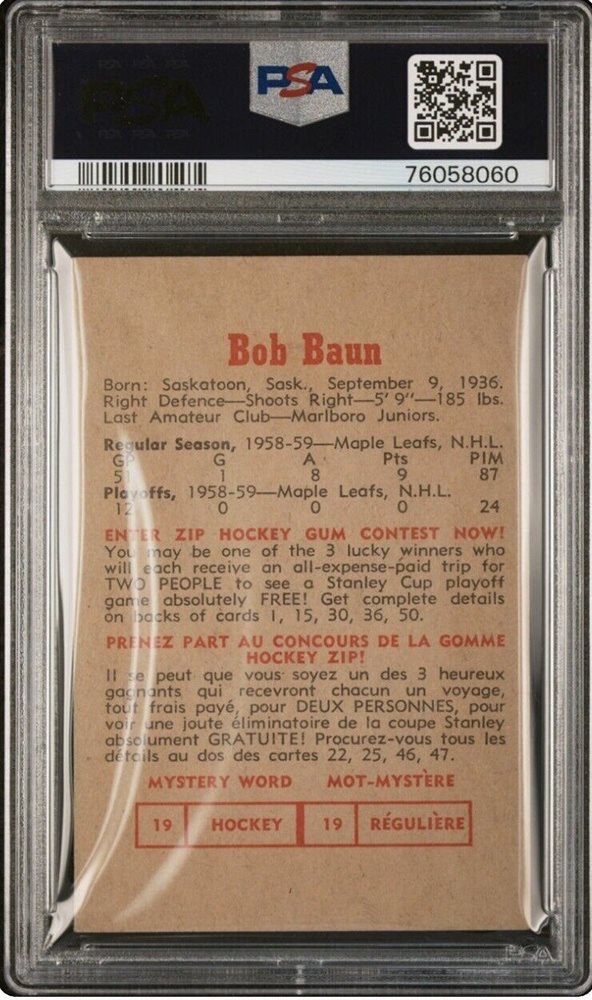 PSA
76058060
Bob Baun
Born: Saskatoon, Sask., September 9, 1936.
Right Defence—Shoots Right—5' 9"—185 lbs.
Last Amateur Club—Marlboro Juniors.
Regular Season, 1958-59—Maple Leafs, N.H.L.
GP G A Pts PIM
51 1 8 9 87
Playoffs, 1958-59—Maple Leafs, N.H.L.
12 0 0 0 24
ENTER ZIP HOCKEY GUM CONTEST NOW!
You may be one of the 3 lucky winners who
will each receive an all-expense-paid trip for
TWO PEOPLE to see a Stanley Cup playoff
game absolutely FREE! Get complete details
on backs of cards 1, 15, 30, 36, 50.
PRENEZ PART AU CONCOURS DE LA GOMME
HOCKEY ZIP!
Il se peut que vous soyez un des 3 heureux
gagnants qui recevront chacun un voyage,
tout frais payé, pour DEUX PERSONNES, pour
voir une joute éliminatoire de la coupe Stanley
absolument GRATUITE! Procurez-vous tous les
détails au dos des cartes 22, 25, 46, 47.
MYSTERY WORD MOT-MYSTÈRE
19 HOCKEY 19 RÉGULIÈRE
PSA